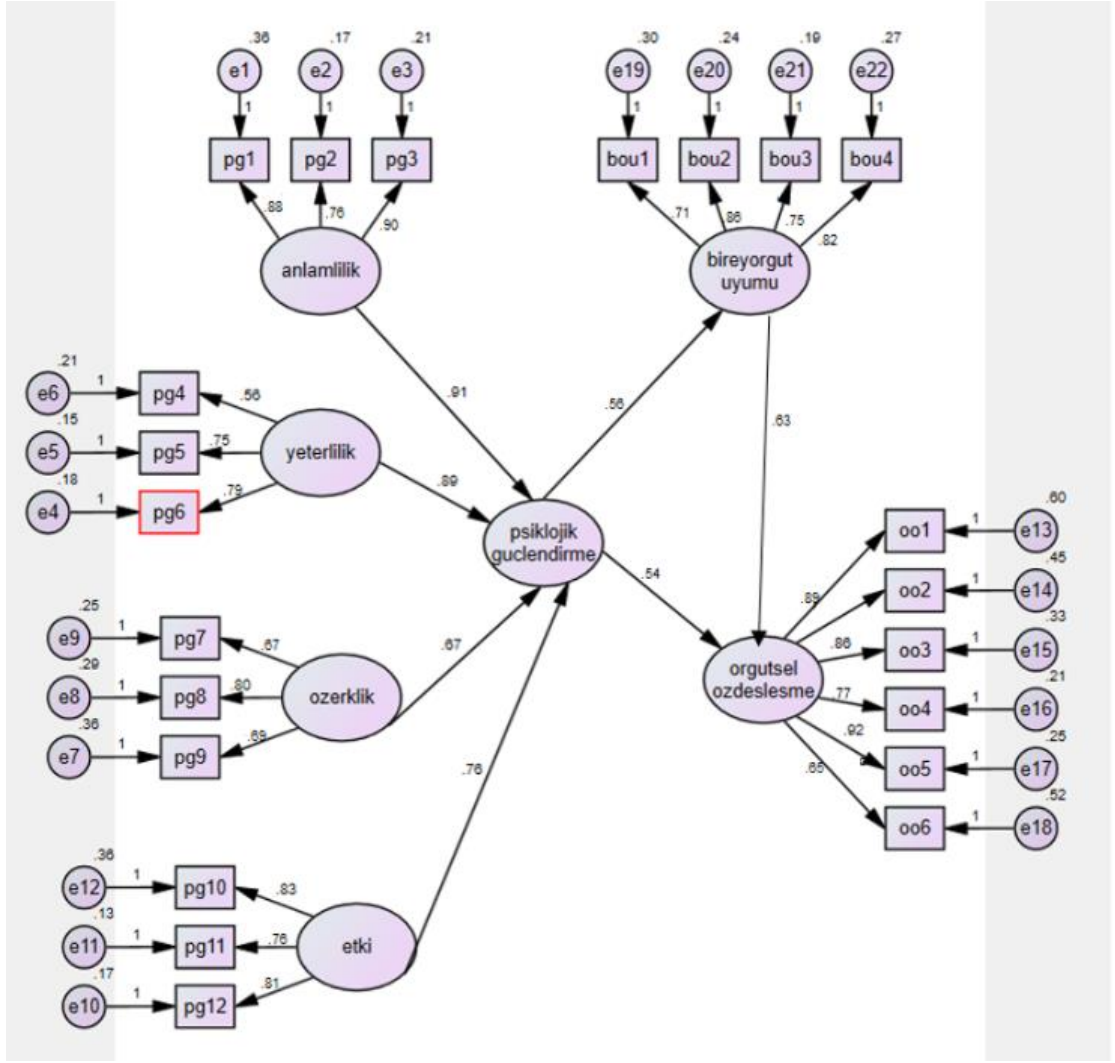 .36
.17
.21
e1
e2
e3
1
1
1
pg1
pg2
pg3
.88
.76
.90
anlamlilik
.30
.24
.19
.27
e19
e20
e21
e22
1
1
1
1
bou1
bou2
bou3
bou4
.71
.86
.75
.82
bireyorgut
uyumu
.91
.56
.63
.21
e6
1
pg4
.56
.15
e5
1
pg5
.75
.18
e4
1
pg6
.79
yeterlilik
.89
psiklojik
guclendirme
.54
.25
e9
1
pg7
.67
.29
e8
1
pg8
.80
.36
e7
1
pg9
.69
ozerklik
.67
.76
orgutsel
ozdeslesme
.60
oo1
1
e13
.45
.89
oo2
1
e14
.33
.86
oo3
1
e15
.21
.77
oo4
1
e16
.25
.92
oo5
1
e17
.52
.65
oo6
1
e18
.36
e12
1
pg10
.83
.13
e11
1
pg11
.76
.17
e10
1
pg12
.81
etki